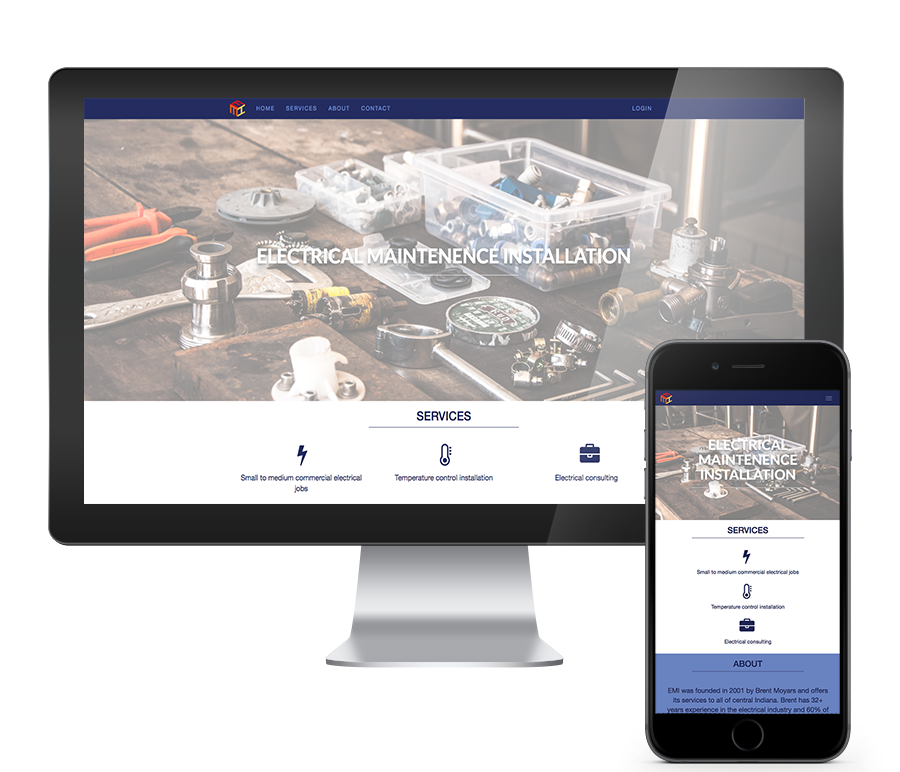 HOME SERVICES ABOUT CONTACT LOGIN
ELECTRICAL MAINTENENCE INSTALLATION
SERVICES
Small to medium commercial electrical
jobs
Temperature control installation
Electrical consulting
ELECTRICAL
MAINTENENCE
INSTALLATION
SERVICES
Small to medium commercial electrical jobs
Temperature control installation
Electrical consulting
ABOUT
EMI was founded in 2001 by Brent Moyars and offers
its services to all of central Indiana. Brent has 32+
years experience in the electrical industry and 60% of